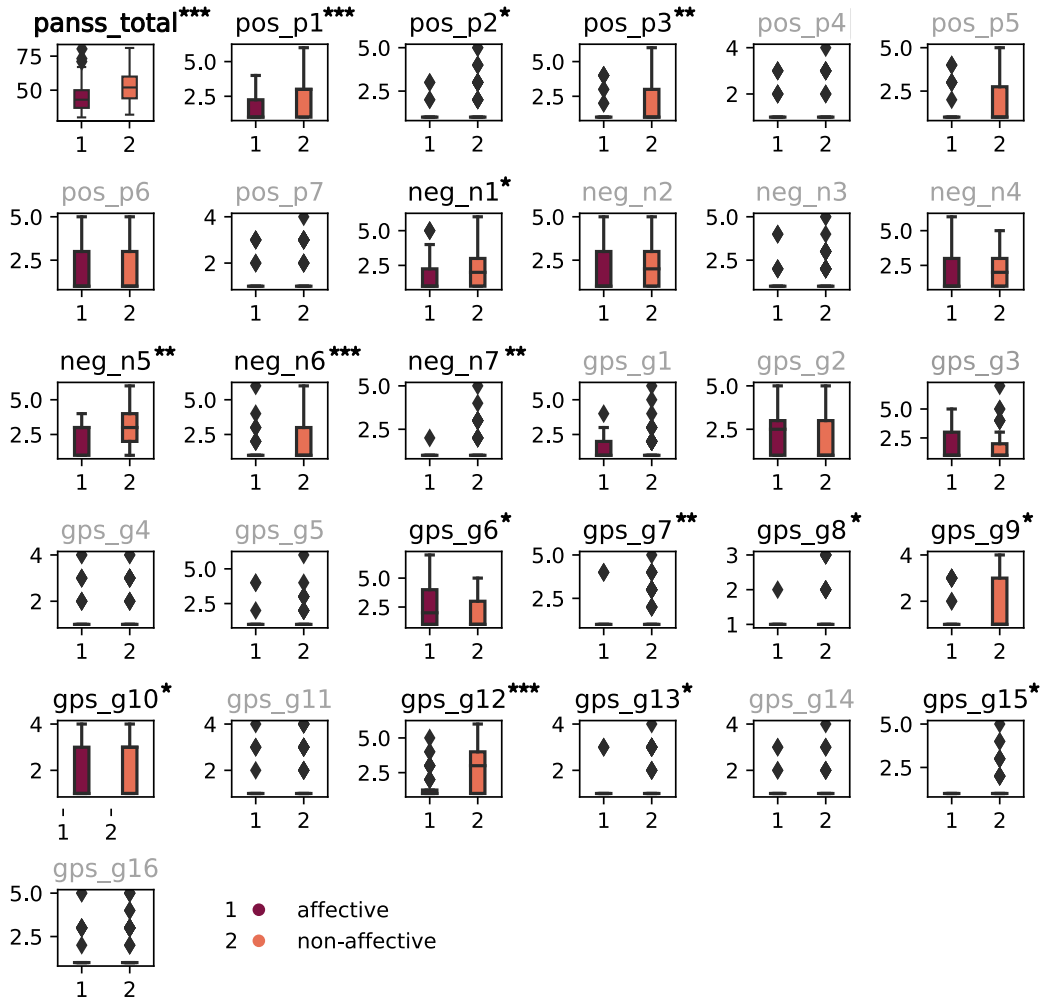 panss_total*** pos_p1*** pos_p2* pos_p3** pos_p4 pos_p5
75 5.0 5.0 5.0 4 5.0
50 2.5 2.5 2.5 2 2.5
1 2 1 2 1 2 1 2 1 2 1 2
pos_p6 pos_p7 neg_n1* neg_n2 neg_n3 neg_n4
5.0 4 5.0 5.0 5.0 5.0
2.5 2 2.5 2.5 2.5 2.5
1 2 1 2 1 2 1 2 1 2 1 2
neg_n5** neg_n6*** neg_n7** gps_g1 gps_g2 gps_g3
5.0 5.0 5.0 5.0 5.0 5.0
2.5 2.5 2.5 2.5 2.5 2.5
1 2 1 2 1 2 1 2 1 2 1 2
gps_g4 gps_g5 gps_g6* gps_g7** gps_g8* gps_g9*
4 5.0 5.0 5.0 3 4
2 2.5 2.5 2.5 2 2
1
1 2 1 2 1 2 1 2 1 2 1 2
gps_g10* gps_g11 gps_g12*** gps_g13* gps_g14 gps_g15*
4 4 5.0 4 4 5.0
2 2 2.5 2 2 2.5
1 2 1 2 1 2 1 2 1 2 1 2
gps_g16
5.0
2.5
1 2
1 affective
2 non-affective